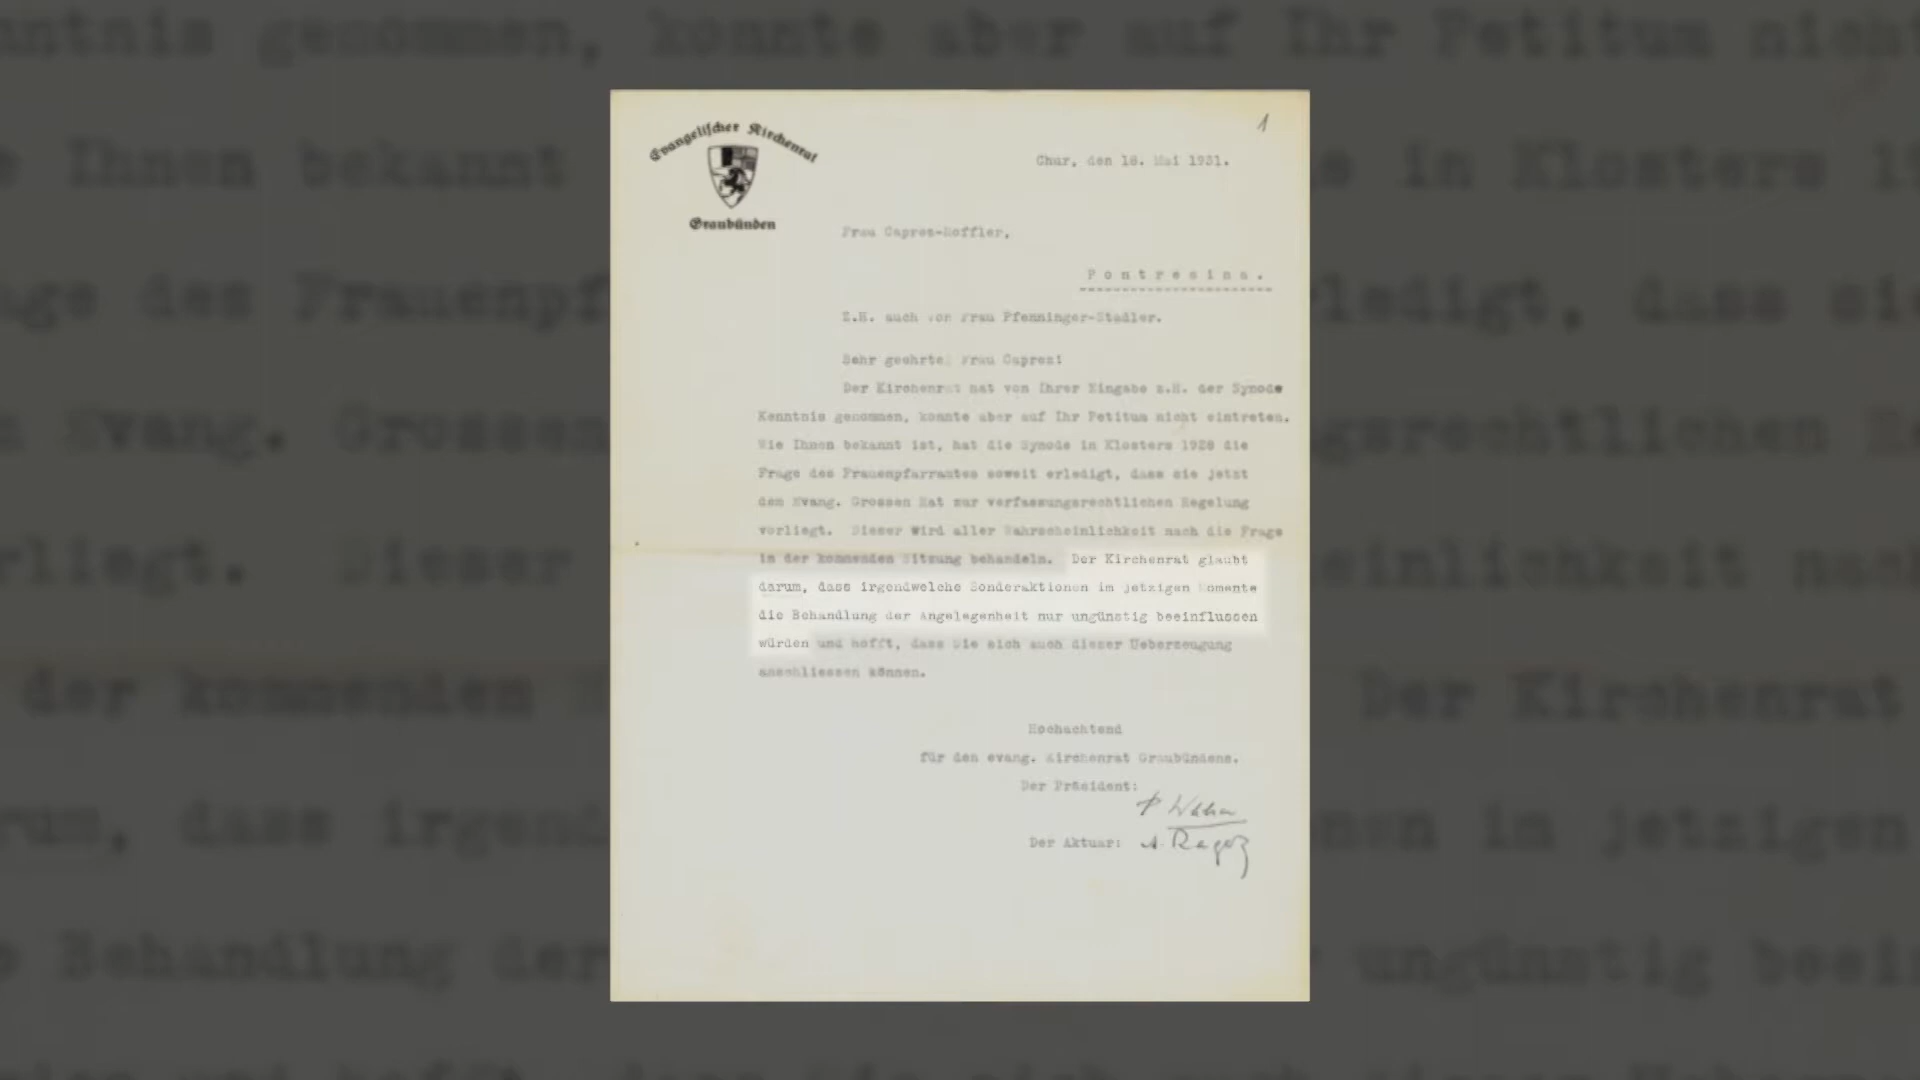 Evangelischer Kirchenrat
Graubünden
1
Chur, den 18. Mai 1931.
Frau Caprez-Roffler,
Pontresina.
Z.H. auch von Frau Pfenninger-Stadler.
Sehr geehrte Frau Caprez!
Der Kirchenrat hat von Ihrer Eingabe z.H. der Synode
Kenntnis genommen, konnte aber auf Ihr Petitum nicht eintreten.
Wie Ihnen bekannt ist, hat die Synode in Klosters 1928 die
Frage des Frauenpfarramtes soweit erledigt, dass sie jetzt
dem Evang. Grossen Rat zur verfassungsrechtlichen Regelung
vorliegt. Dieser wird aller Wahrscheinlichkeit nach die Frage
in der kommenden Sitzung behandeln. Der Kirchenrat glaubt
darum, dass irgendwelche Sonderaktionen im jetzigen Momente
die Behandlung der Angelegenheit nur ungünstig beeinflussen
würden und hofft, dass Sie sich auch dieser Ueberzeugung
anschliessen können.
Hochachtend
für den evang. Kirchenrat Graubündens.
Der Präsident:
P. Walser
Der Aktuar: A. Ragaz